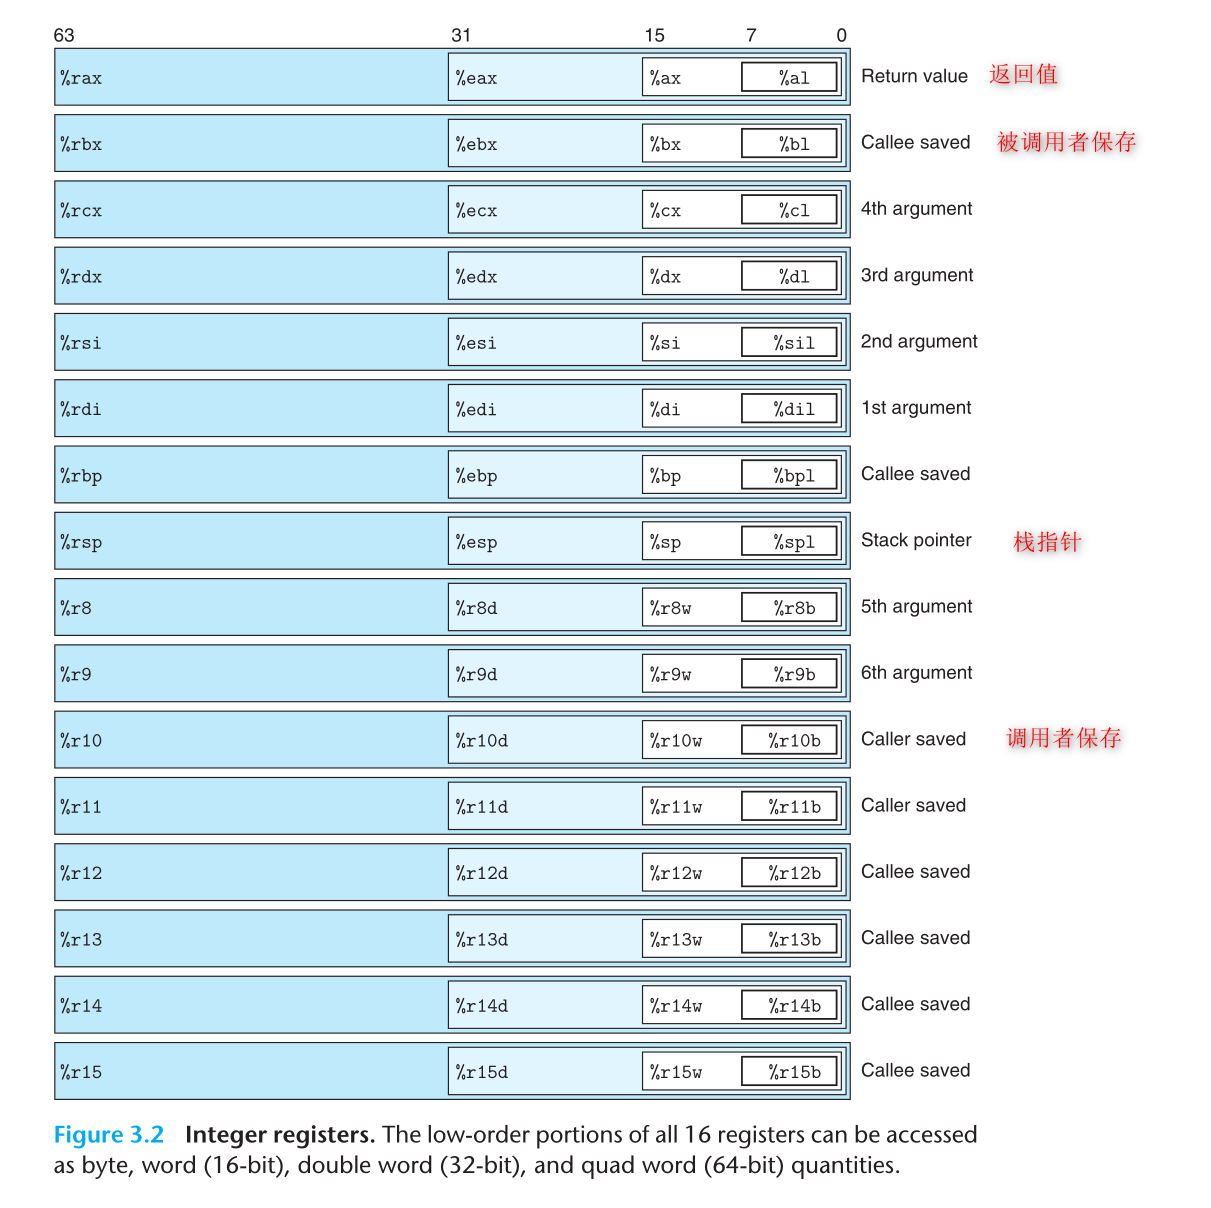 63 31 15 7 0
%rax %eax %ax %al Return value 返回值
%rbx %ebx %bx %bl Callee saved 被调用者保存
%rcx %ecx %cx %cl 4th argument
%rdx %edx %dx %dl 3rd argument
%rsi %esi %si %sil 2nd argument
%rdi %edi %di %dil 1st argument
%rbp %ebp %bp %bpl Callee saved
%rsp %esp %sp %spl Stack pointer 栈指针
%r8 %r8d %r8w %r8b 5th argument
%r9 %r9d %r9w %r9b 6th argument
%r10 %r10d %r10w %r10b Caller saved 调用者保存
%r11 %r11d %r11w %r11b Caller saved
%r12 %r12d %r12w %r12b Callee saved
%r13 %r13d %r13w %r13b Callee saved
%r14 %r14d %r14w %r14b Callee saved
%r15 %r15d %r15w %r15b Callee saved
Figure 3.2 Integer registers. The low-order portions of all 16 registers can be accessed
as byte, word (16-bit), double word (32-bit), and quad word (64-bit) quantities.